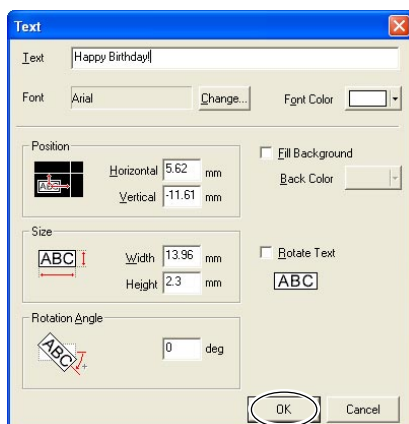 Text
Text Happy Birthday!
Font Arial Change... Font Color
Position
Horizontal 5.62 mm
Vertical -11.61 mm
ABC
Fill Background
Back Color
Size
ABC
Width 13.96 mm
Height 2.3 mm
Rotate Text
ABC
Rotation Angle
ABC
0 deg
OK Cancel